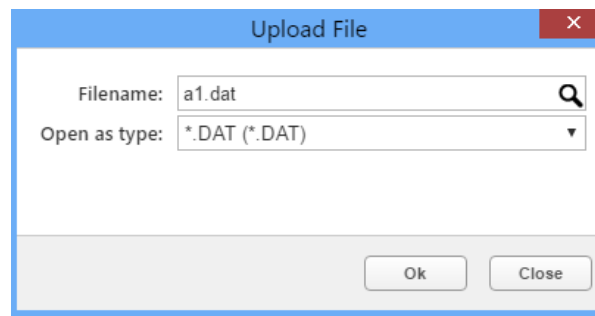 Upload File
Filename: a1.dat
Open as type: *.DAT (*.DAT)
Ok Close